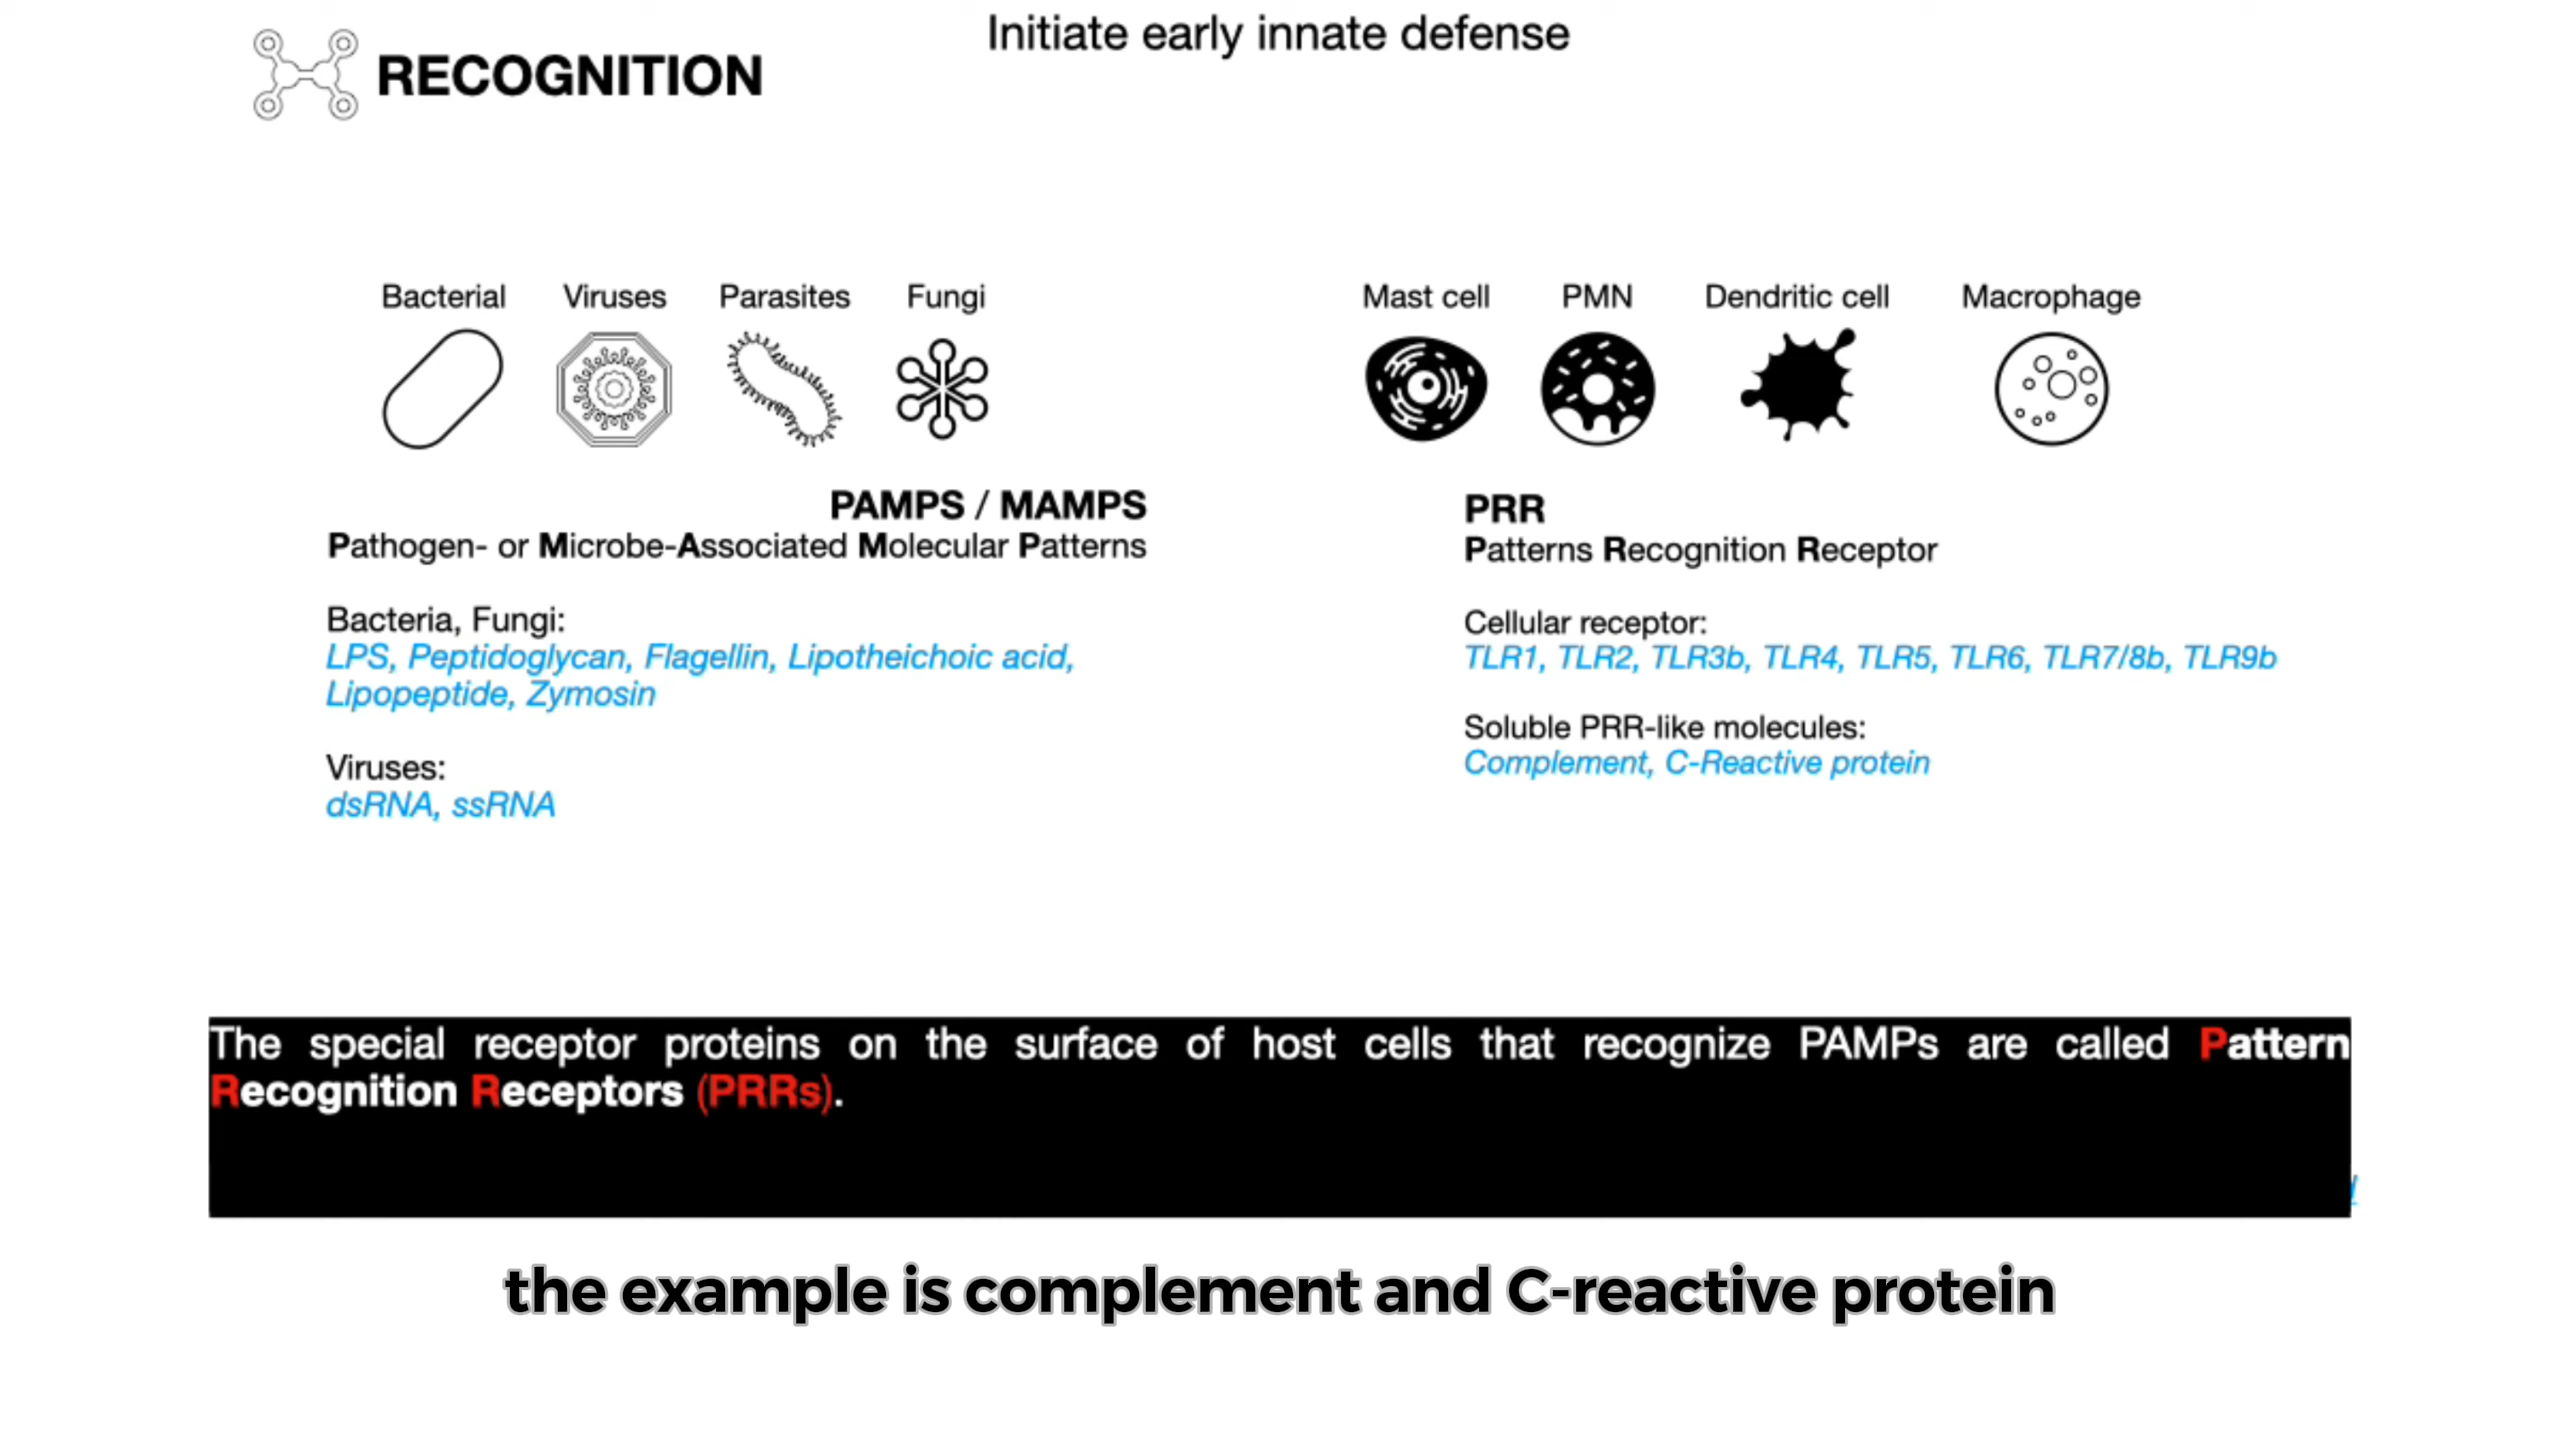 Initiate early innate defense
RECOGNITION
Bacterial Viruses Parasites Fungi
Mast cell PMN Dendritic cell Macrophage
PAMPS / MAMPS
Pathogen- or Microbe-Associated Molecular Patterns
Bacteria, Fungi:
LPS, Peptidoglycan, Flagellin, Lipotheichoic acid,
Lipopeptide, Zymosin
Viruses:
dsRNA, ssRNA
PRR
Patterns Recognition Receptor
Cellular receptor:
TLR1, TLR2, TLR3b, TLR4, TLR5, TLR6, TLR7/8b, TLR9b
Soluble PRR-like molecules:
Complement, C-Reactive protein
The special receptor proteins on the surface of host cells that recognize PAMPs are called Pattern
Recognition Receptors (PRRs).
the example is complement and C-reactive protein